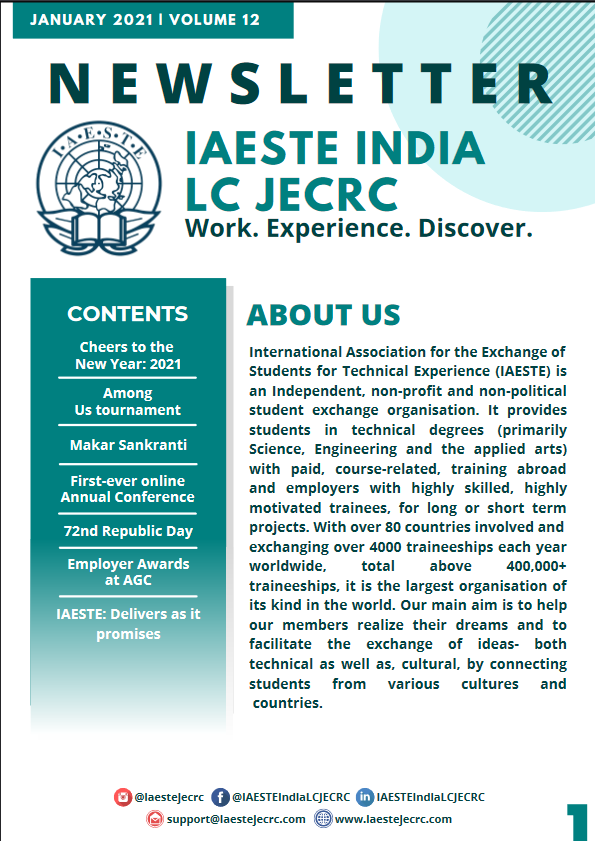 JANUARY 2021 | VOLUME 12
NEWSLETTER
I.A.E.S.T.E
IAESTE INDIA
LC JECRC
Work. Experience. Discover.
CONTENTS
Cheers to the
New Year: 2021
Among
Us tournament
Makar Sankranti
First-ever online
Annual Conference
72nd Republic Day
Employer Awards
at AGC
IAESTE: Delivers as it
promises
ABOUT US
International Association for the Exchange of
Students for Technical Experience (IAESTE) is
an Independent, non-profit and non-political
student exchange organisation. It provides
students in technical degrees (primarily
Science, Engineering and the applied arts)
with paid, course-related, training abroad
and employers with highly skilled, highly
motivated trainees, for long or short term
projects. With over 80 countries involved and
exchanging over 4000 traineeships each year
worldwide, total above 400,000+
traineeships, it is the largest organisation of
its kind in the world. Our main aim is to help
our members realize their dreams and to
facilitate the exchange of ideas- both
technical as well as, cultural, by connecting
students from various cultures and
countries.
@iaestejecrc @IAESTEIndiaLCJECRC IAESTEIndiaLCJECRC
support@iaestejecrc.com www.iaestejecrc.com
1